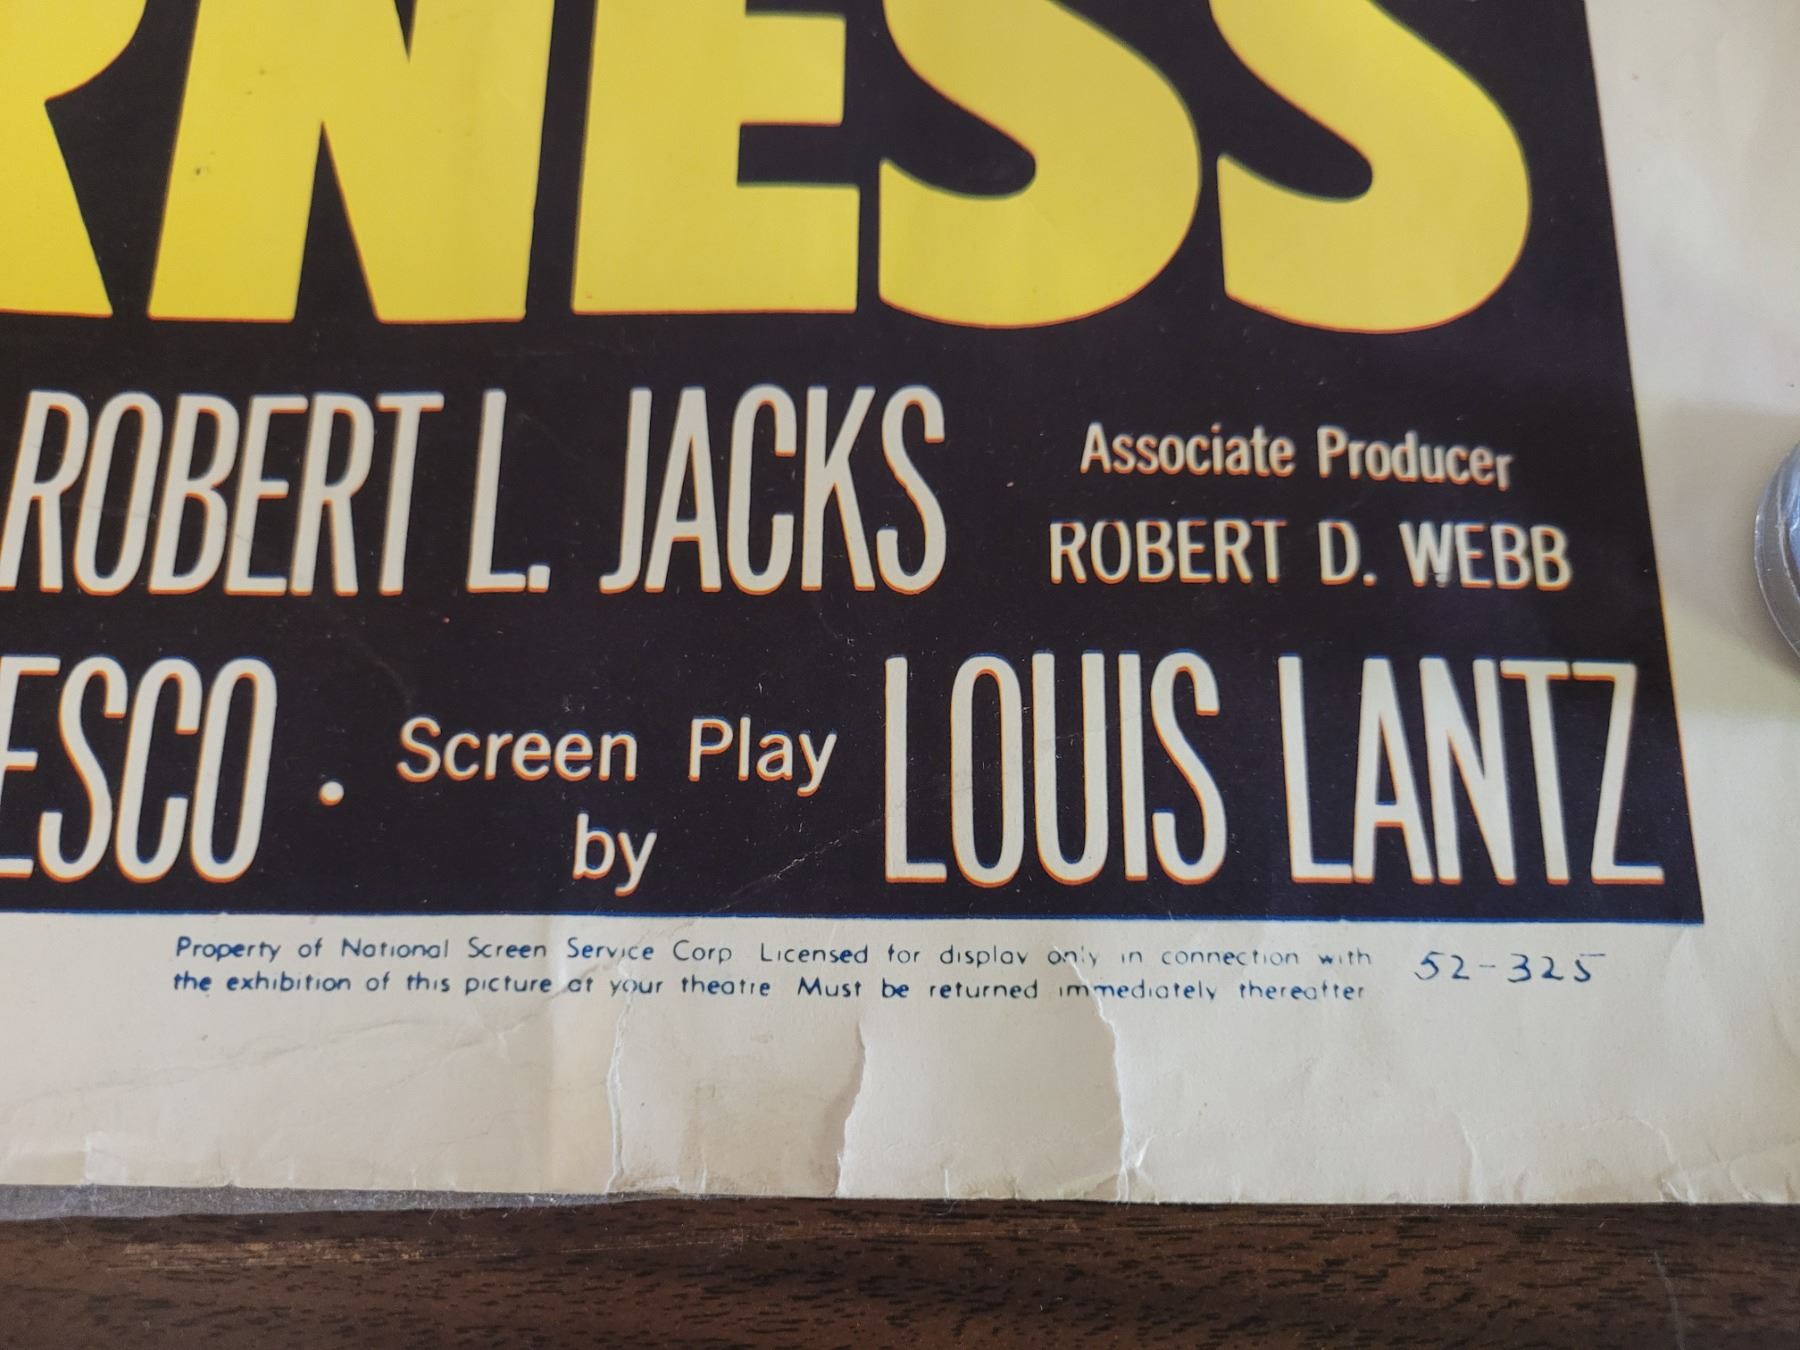 RNESS
ROBERT L. JACKS
Associate Producer
ROBERT D. WEBB
ESCO • Screen Play by LOUIS LANTZ
Property of National Screen Service Corp Licensed for display only in connection with
the exhibition of this picture at your theatre Must be returned immediately thereafter
52-325